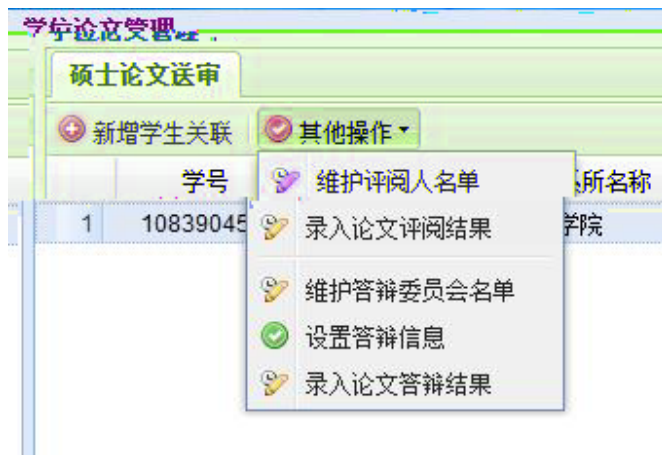 学位论文管理
硕士论文送审
新增学生关联 其他操作
学号 所名称
1 10839045 学院
维护评阅人名单
录入论文评阅结果
维护答辩委员会名单
设置答辩信息
录入论文答辩结果